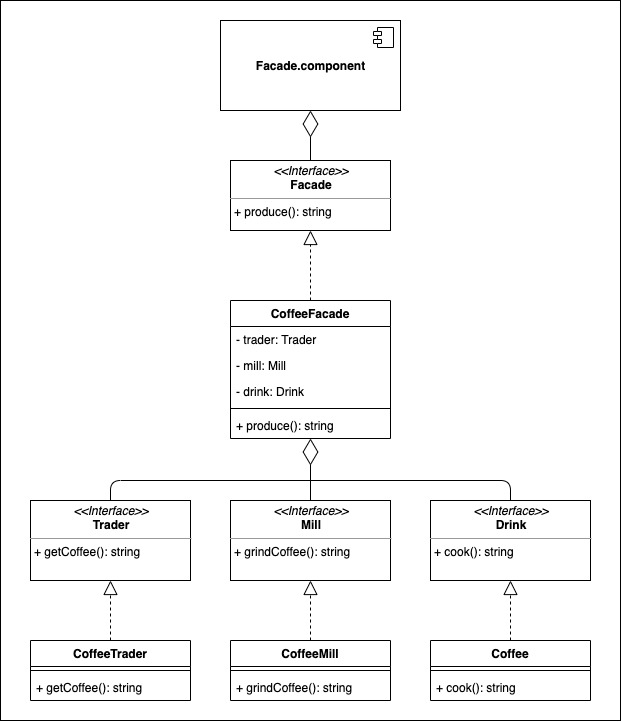 Facade.component
<<Interface>>
Facade
+ produce(): string
CoffeeFacade
- trader: Trader
- mill: Mill
- drink: Drink
+ produce(): string
<<Interface>>
Trader
+ getCoffee(): string
<<Interface>>
Mill
+ grindCoffee(): string
<<Interface>>
Drink
+ cook(): string
CoffeeTrader
+ getCoffee(): string
CoffeeMill
+ grindCoffee(): string
Coffee
+ cook(): string